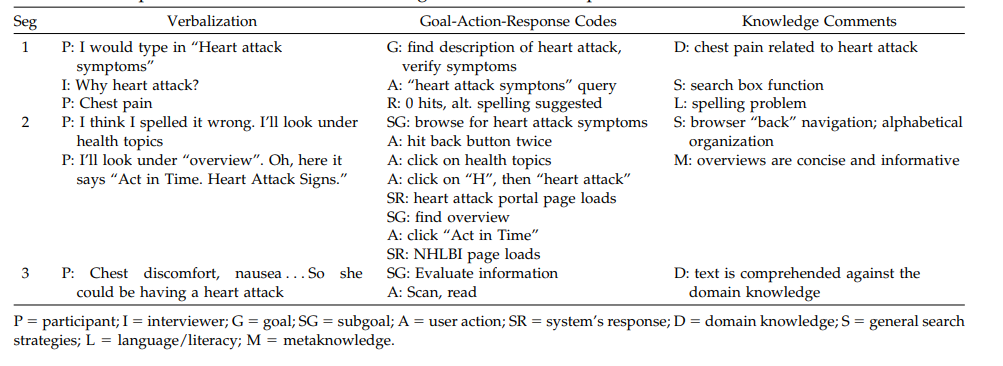 Seg Verbalization Goal-Action-Response Codes Knowledge Comments
1 P: I would type in “Heart attack G: find description of heart attack, D: chest pain related to heart attack
symptoms” verify symptoms
I: Why heart attack? A: “heart attack symptons” query S: search box function
P: Chest pain R: 0 hits, alt. spelling suggested L: spelling problem
2 P: I think I spelled it wrong. I’ll look under SG: browse for heart attack symptoms S: browser “back” navigation; alphabetical
health topics A: hit back button twice organization
P: I’ll look under “overview”. Oh, here it A: click on health topics M: overviews are concise and informative
says “Act in Time. Heart Attack Signs.” A: click on “H”, then “heart attack”
SR: heart attack portal page loads
SG: find overview
A: click “Act in Time”
SR: NHLBI page loads
3 P: Chest discomfort, nausea . . . So she SG: Evaluate information D: text is comprehended against the
could be having a heart attack A: Scan, read domain knowledge
P = participant; I = interviewer; G = goal; SG = subgoal; A = user action; SR = system’s response; D = domain knowledge; S = general search
strategies; L = language/literacy; M = metaknowledge.